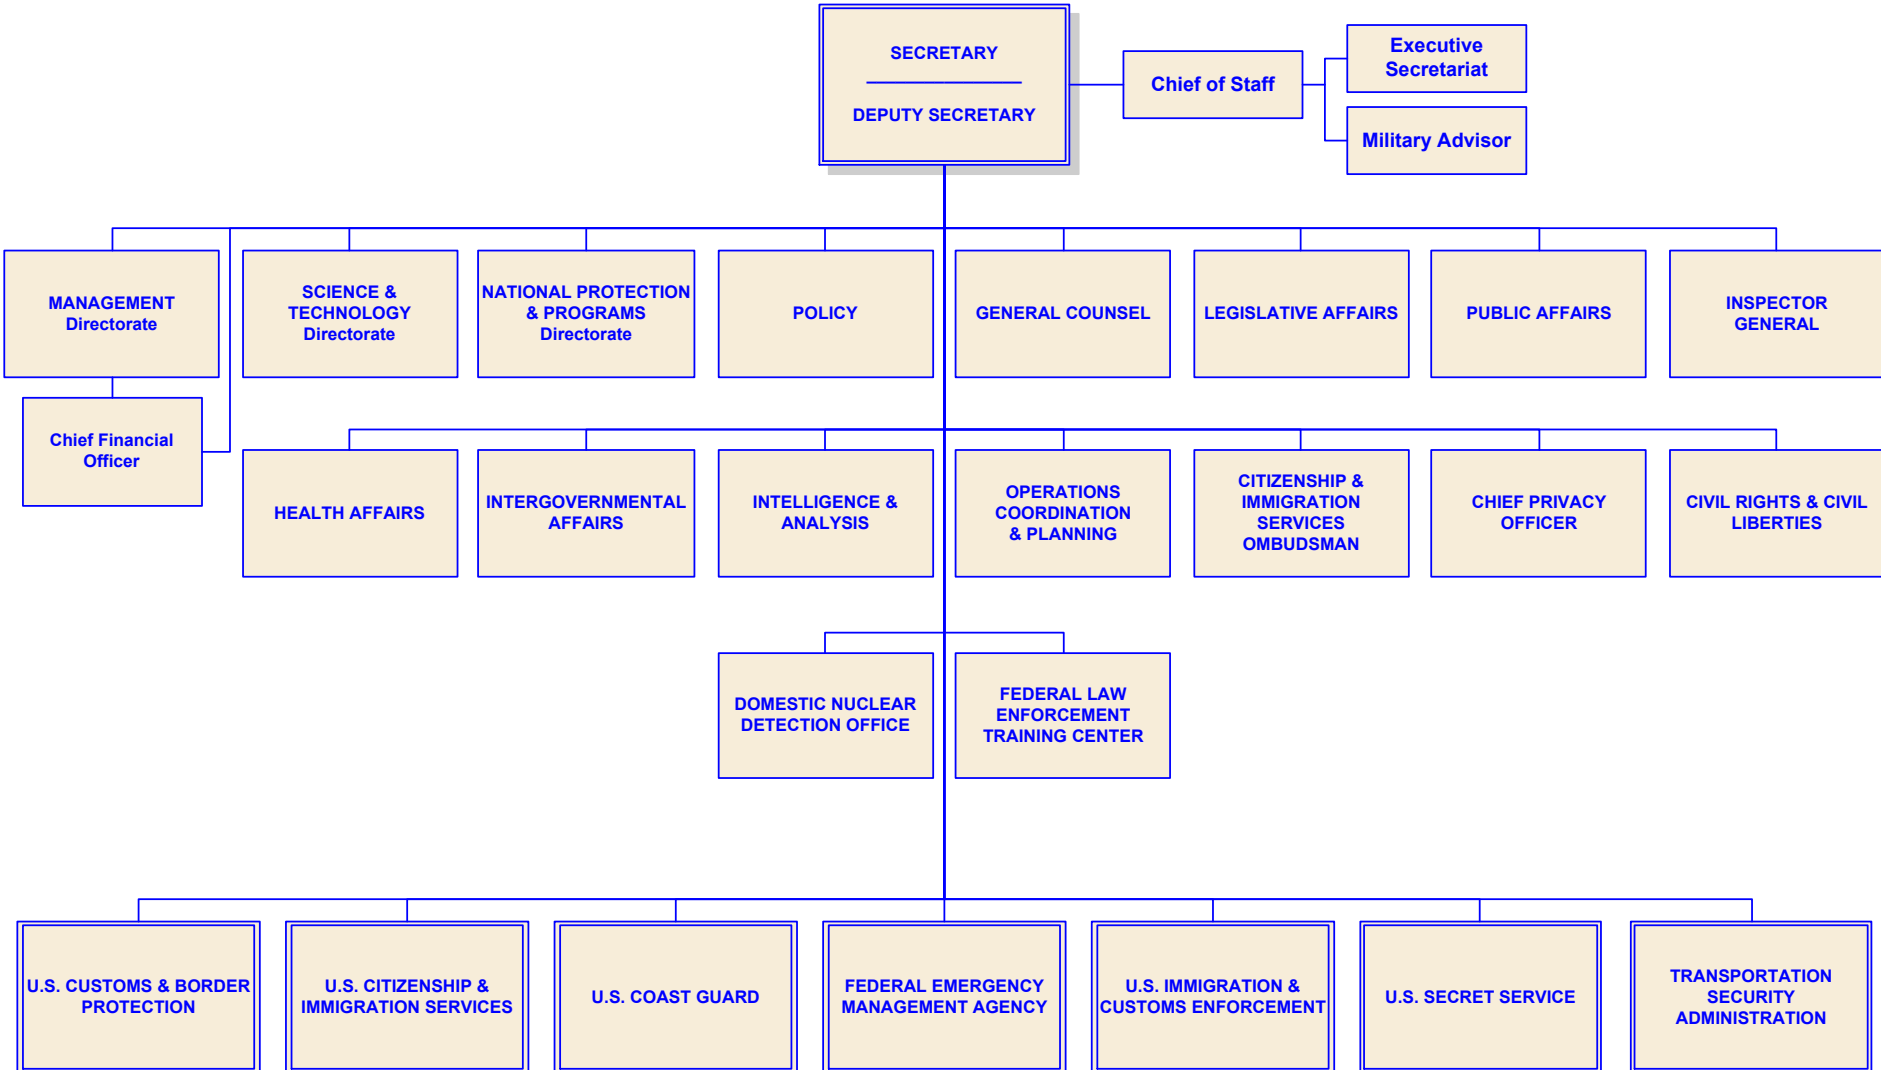 SECRETARY
DEPUTY SECRETARY
Chief of Staff
Executive
Secretariat
Military Advisor
MANAGEMENT
Directorate
SCIENCE &
TECHNOLOGY
Directorate
NATIONAL PROTECTION
& PROGRAMS
Directorate
POLICY
GENERAL COUNSEL
LEGISLATIVE AFFAIRS
PUBLIC AFFAIRS
INSPECTOR
GENERAL
Chief Financial
Officer
HEALTH AFFAIRS
INTERGOVERNMENTAL
AFFAIRS
INTELLIGENCE &
ANALYSIS
OPERATIONS
COORDINATION
& PLANNING
CITIZENSHIP &
IMMIGRATION
SERVICES
OMBUDSMAN
CHIEF PRIVACY
OFFICER
CIVIL RIGHTS & CIVIL
LIBERTIES
DOMESTIC NUCLEAR
DETECTION OFFICE
FEDERAL LAW
ENFORCEMENT
TRAINING CENTER
U.S. CUSTOMS & BORDER
PROTECTION
U.S. CITIZENSHIP &
IMMIGRATION SERVICES
U.S. COAST GUARD
FEDERAL EMERGENCY
MANAGEMENT AGENCY
U.S. IMMIGRATION &
CUSTOMS ENFORCEMENT
U.S. SECRET SERVICE
TRANSPORTATION
SECURITY
ADMINISTRATION